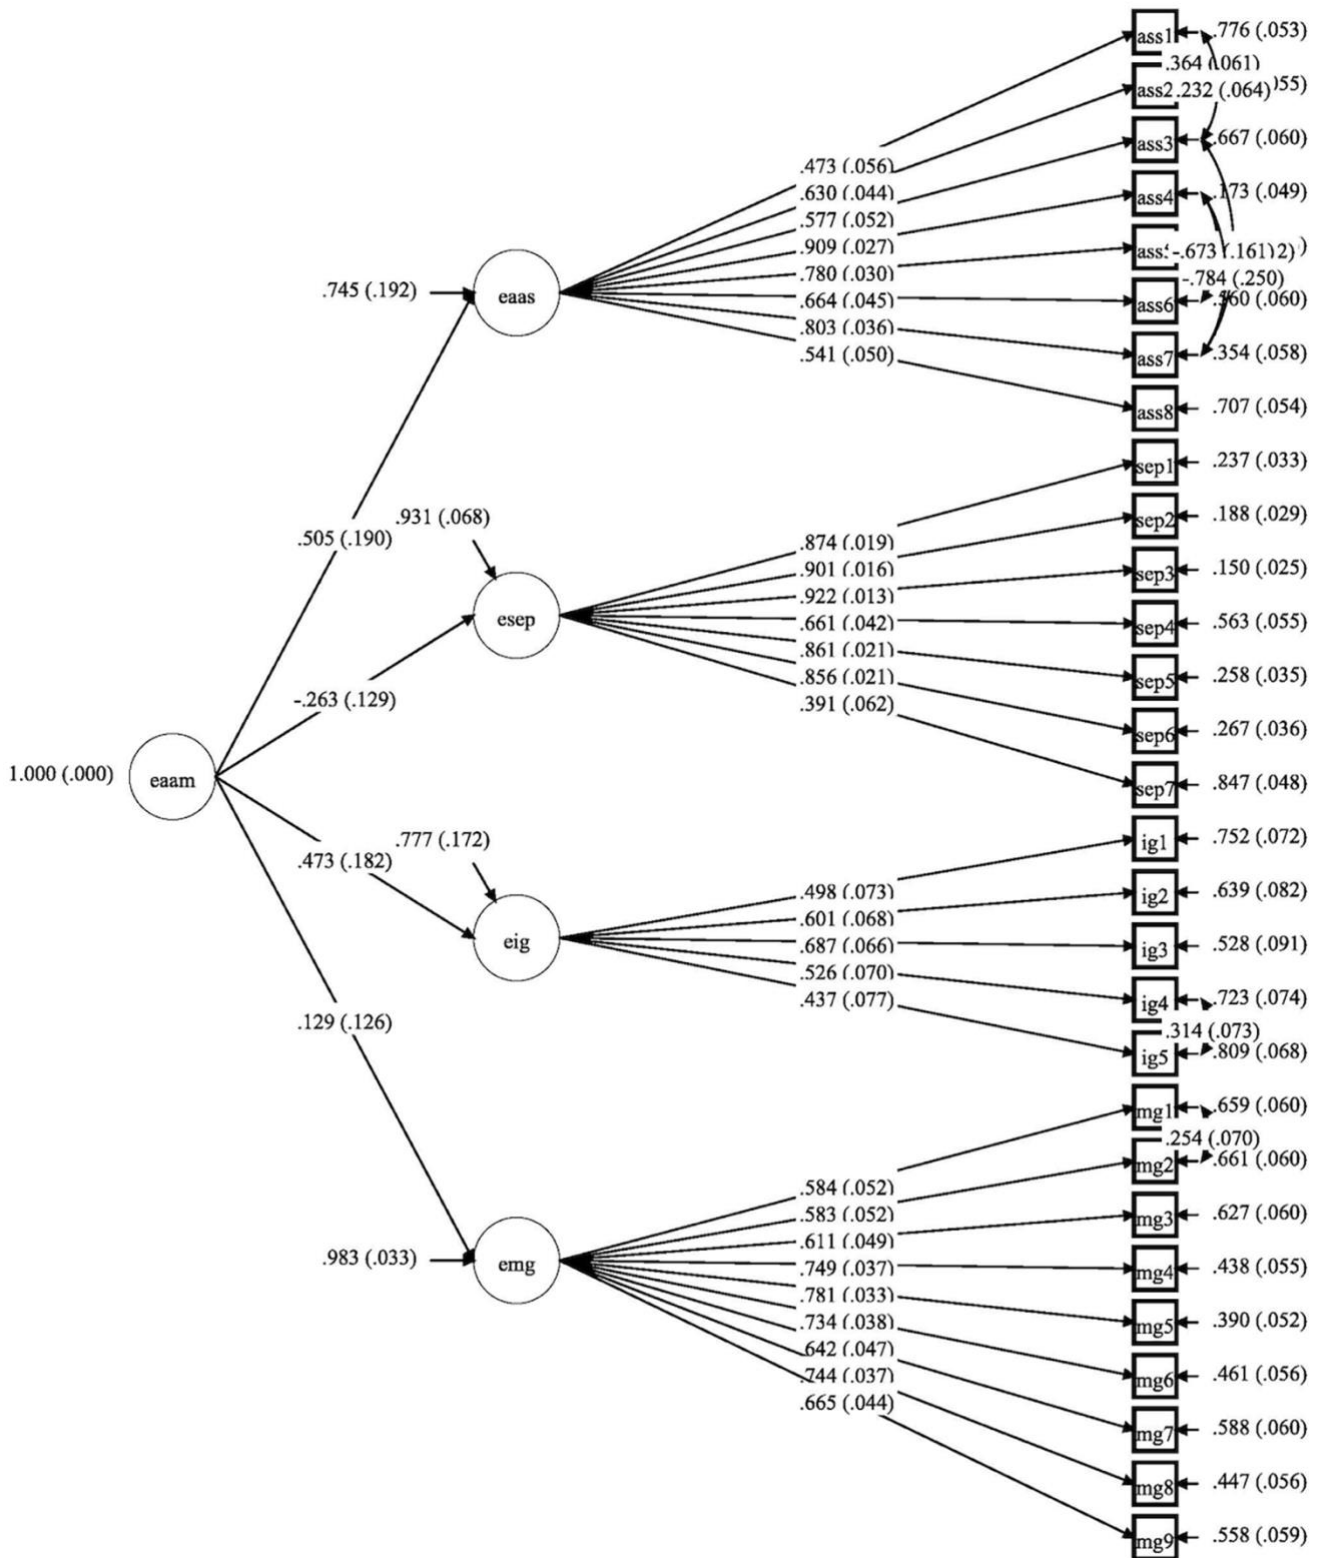 ass1
.776 (.053)
.364 (.061)
ass2
.232 (.064)
ass3
.667 (.060)
.473 (.056)
.630 (.044)
.577 (.052)
.909 (.027)
.780 (.030)
.664 (.045)
.803 (.036)
.541 (.050)
ass4
.173 (.049)
-.673 (.161)
-.784 (.250)
ass6
ass7
.354 (.058)
ass8
.707 (.054)
.745 (.192)
eaas
sep1
.237 (.033)
sep2
.188 (.029)
sep3
.150 (.025)
sep4
.563 (.055)
sep5
.258 (.035)
sep6
.267 (.036)
sep7
.847 (.048)
.505 (.190)
.931 (.068)
esep
.874 (.019)
.901 (.016)
.922 (.013)
.661 (.042)
.861 (.021)
.856 (.021)
.391 (.062)
-.263 (.129)
1.000 (.000)
eaam
.473 (.182)
.777 (.172)
eig
.498 (.073)
.601 (.068)
.687 (.066)
.526 (.070)
.437 (.077)
ig1
.752 (.072)
ig2
.639 (.082)
ig3
.528 (.091)
ig4
.723 (.074)
.314 (.073)
ig5
.809 (.068)
.129 (.126)
.983 (.033)
emg
.584 (.052)
.583 (.052)
.611 (.049)
.749 (.037)
.781 (.033)
.734 (.038)
.642 (.047)
.744 (.037)
.665 (.044)
mg1
.659 (.060)
.254 (.070)
mg2
.661 (.060)
mg3
.627 (.060)
mg4
.438 (.055)
mg5
.390 (.052)
mg6
.461 (.056)
mg7
.588 (.060)
mg8
.447 (.056)
mg9
.558 (.059)